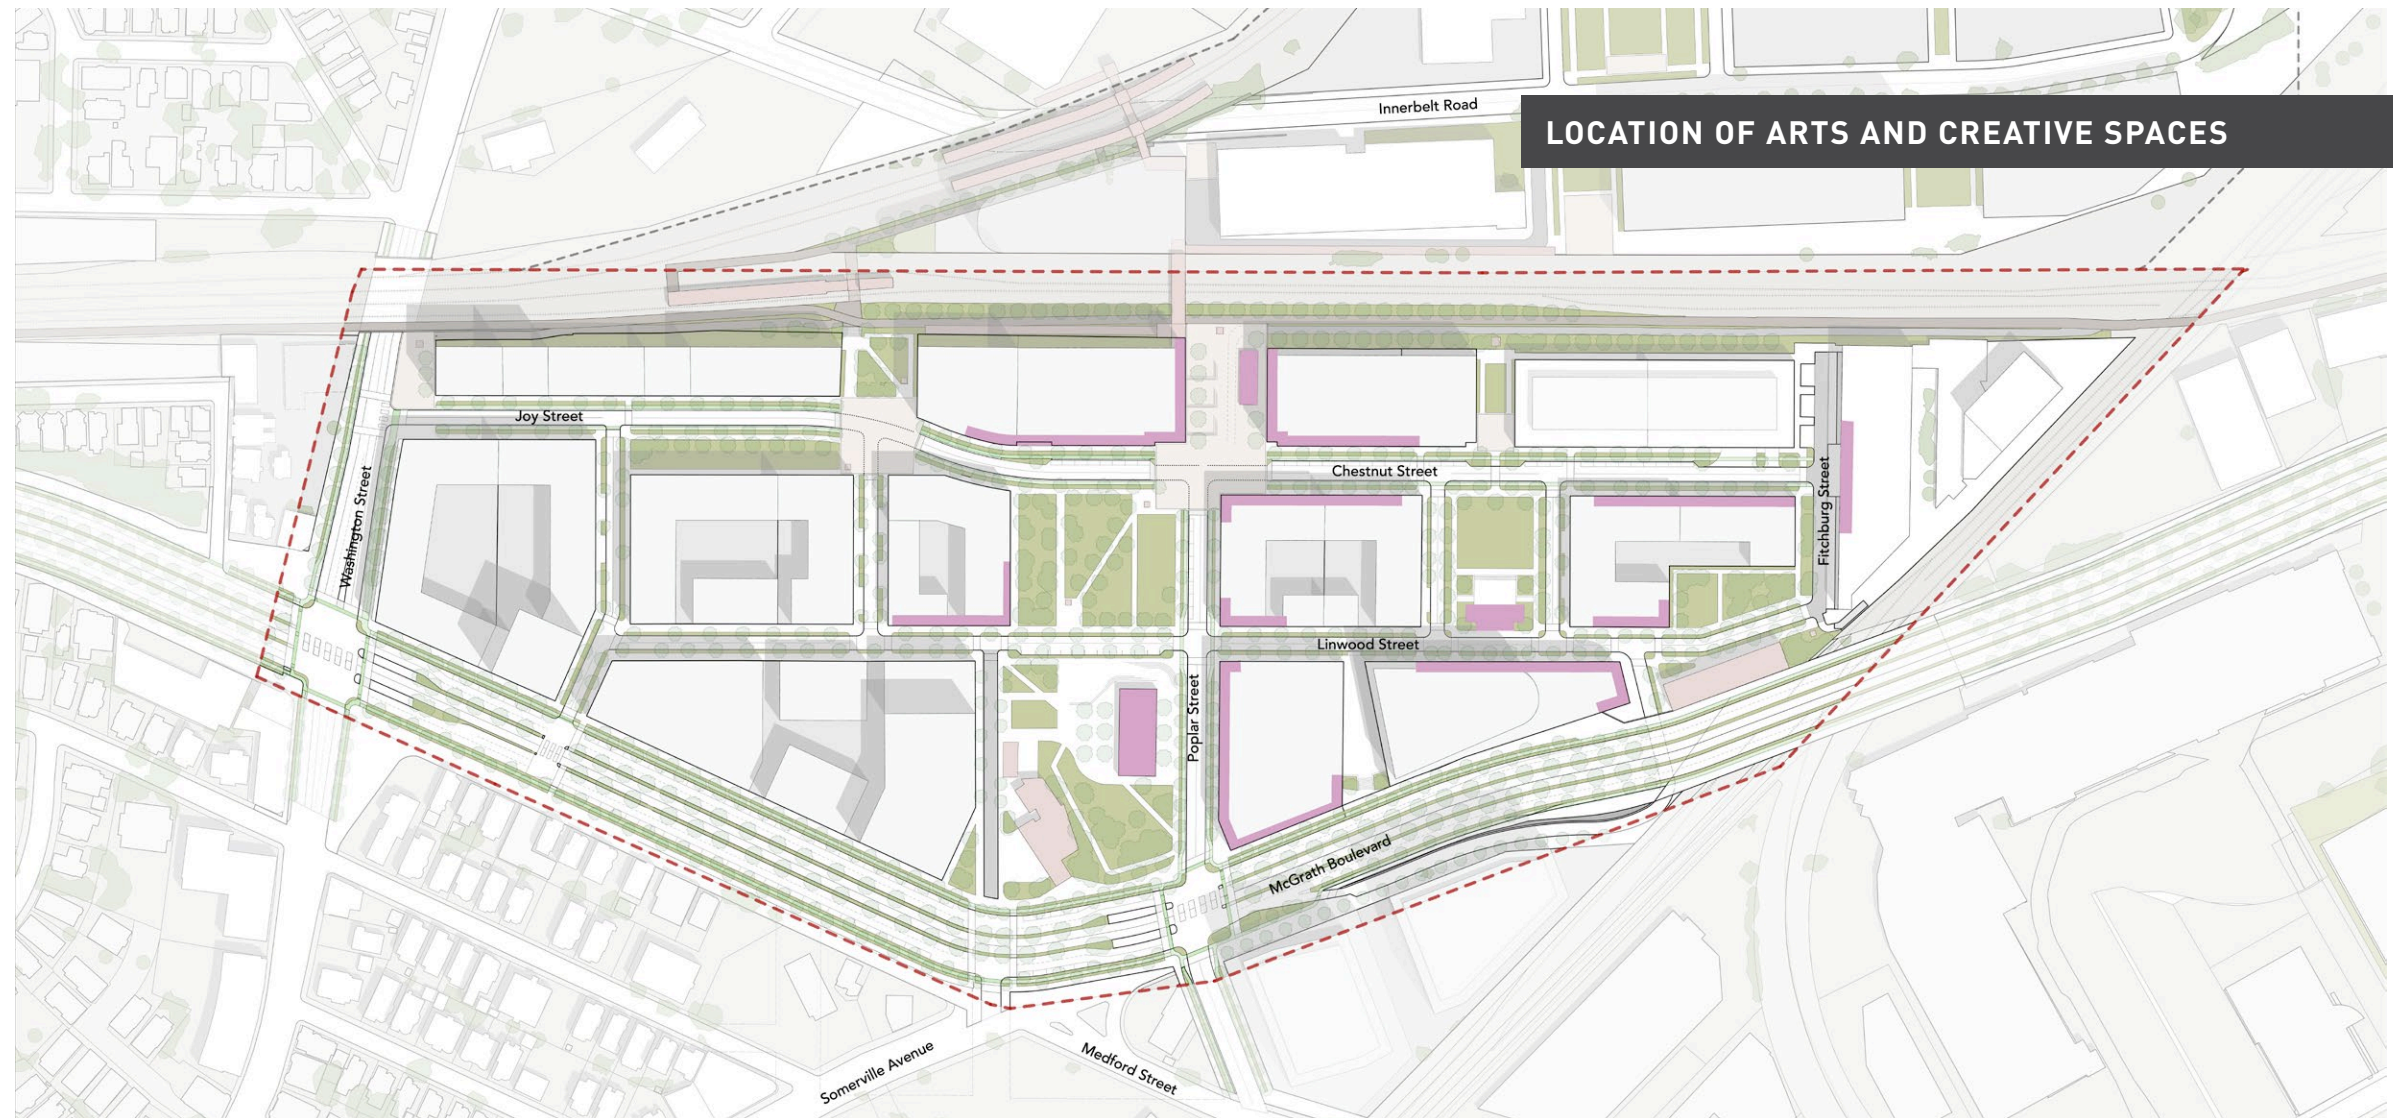 Innerbelt Road
LOCATION OF ARTS AND CREATIVE SPACES
Joy Street
Chestnut Street
Washington Street
Fitchburg Street
Linwood Street
Poplar Street
McGrath Boulevard
Somerville Avenue
Medford Street